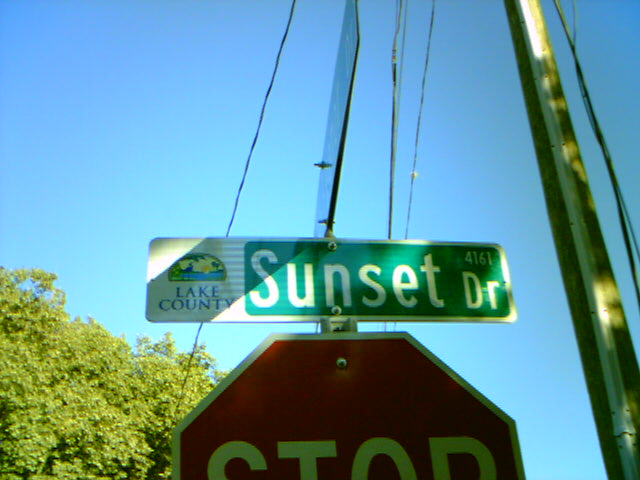 LAKE
COUNTY
4161
Sunset Dr
STOP